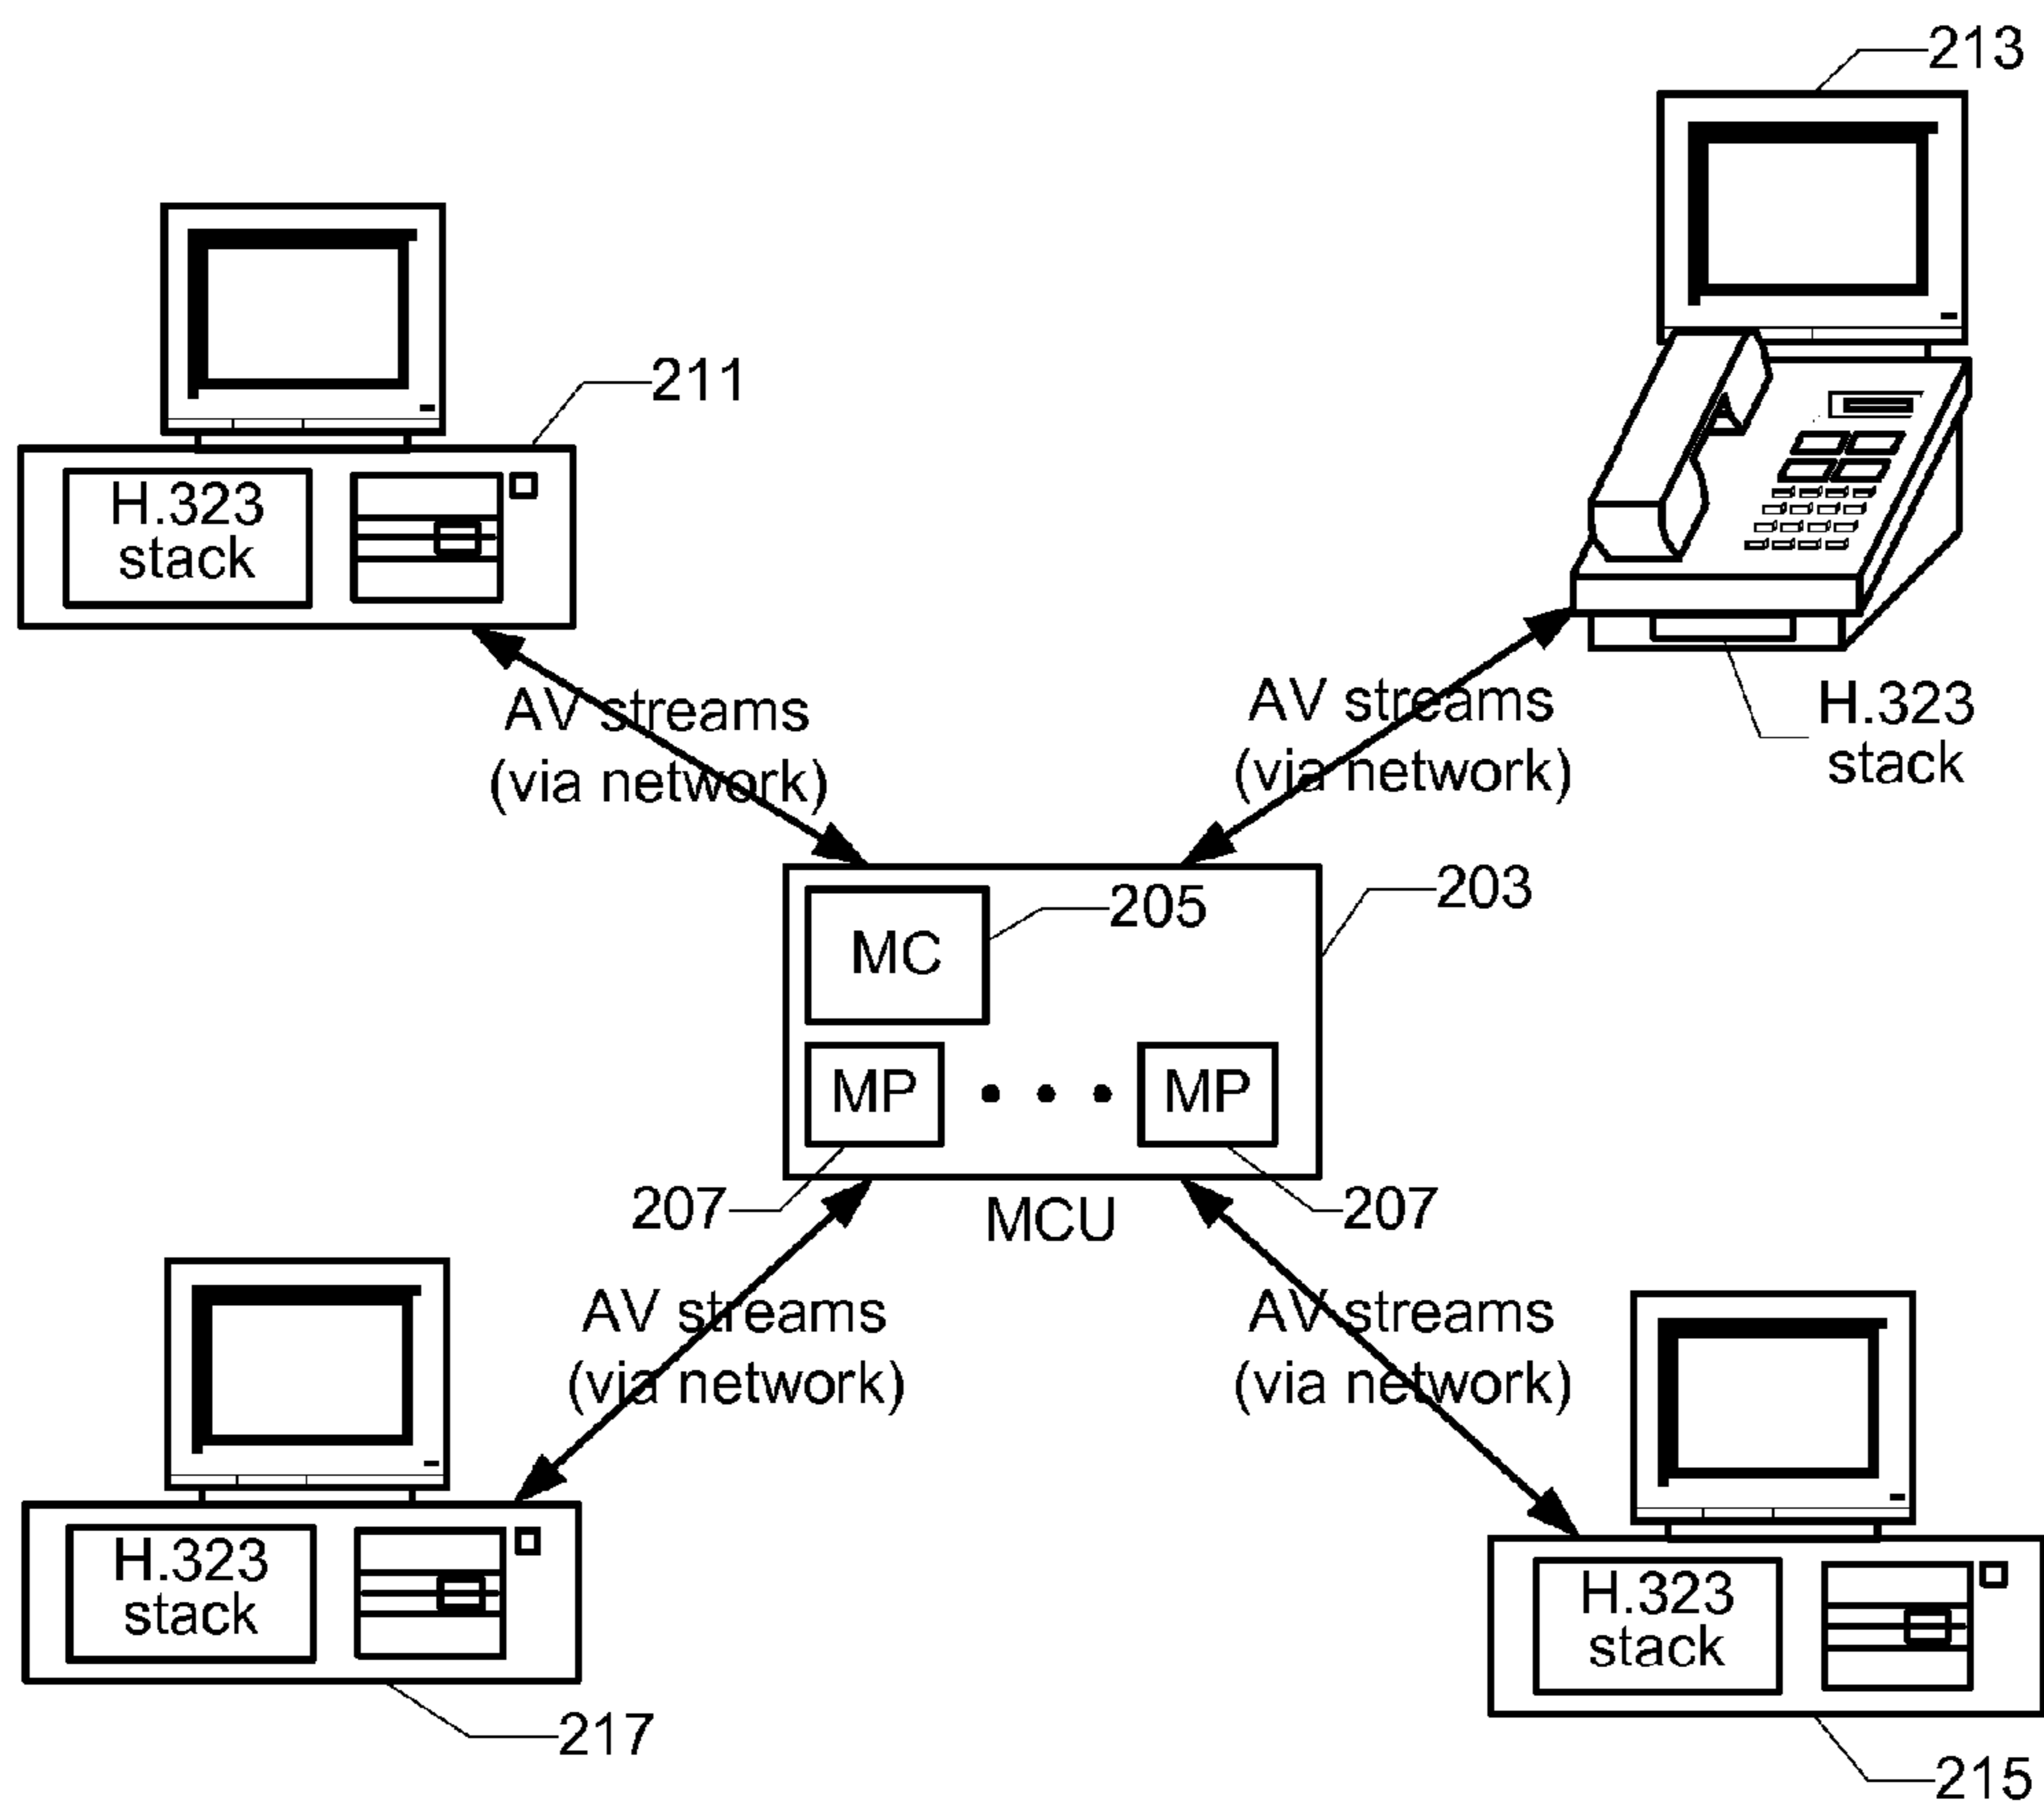 213
211
H.323
stack
AV streams
(via network)
AV streams
(via network)
H.323
stack
203
205
MC
MP
MP
207
MCU
207
AV streams
(via network)
AV streams
(via network)
H.323
stack
217
H.323
stack
215